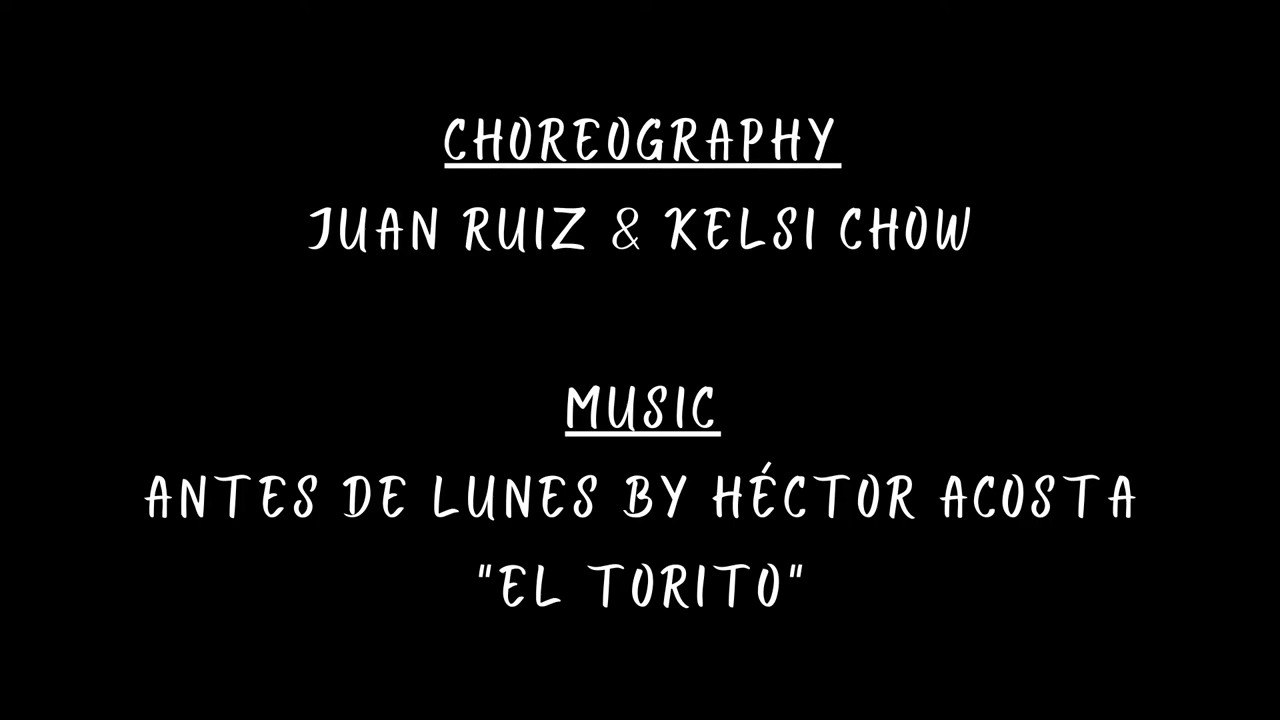 CHOREOGRAPHY
JUAN RUIZ & KELSI CHOW
MUSIC
ANTES DE LUNES BY HÉCTOR ACOSTA
"EL TORITO"